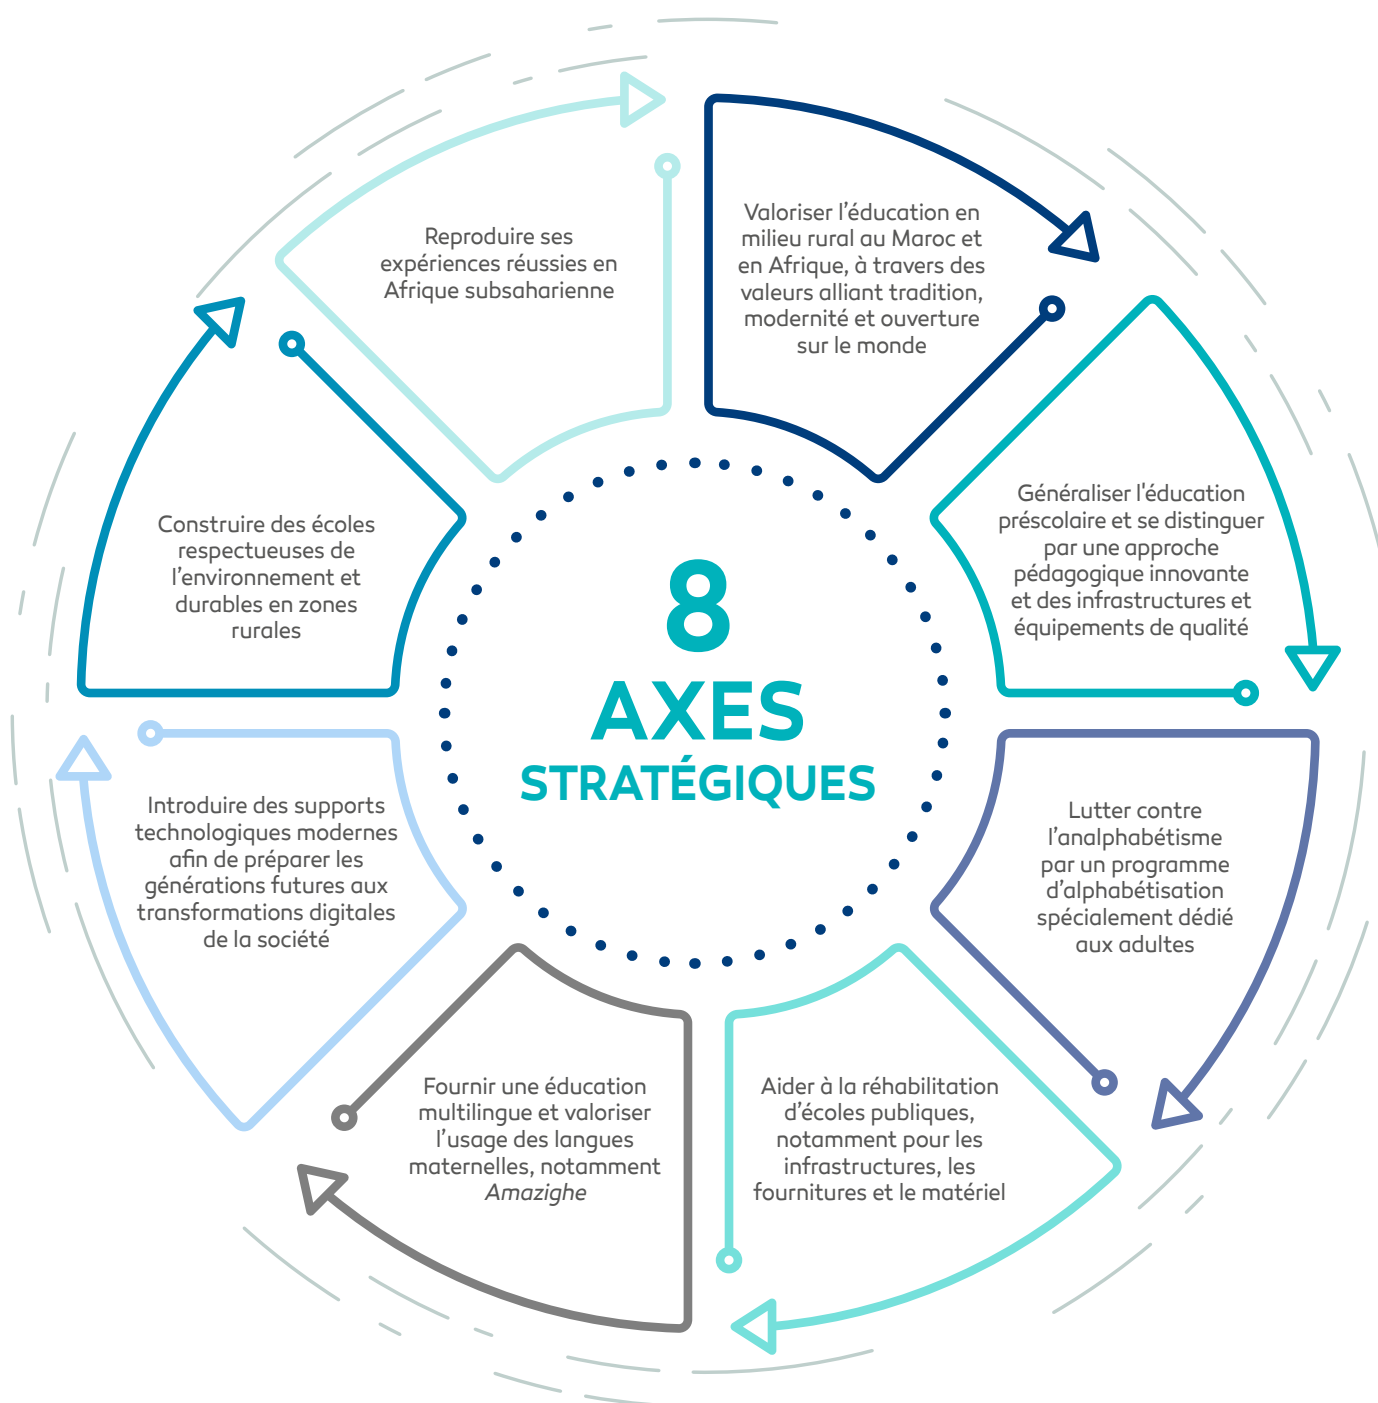 8
AXES
STRATÉGIQUES
Valoriser l'éducation en
milieu rural au Maroc et
en Afrique, à travers des
valeurs alliant tradition,
modernité et ouverture
sur le monde
Généraliser l'éducation
préscolaire et se distinguer
par une approche
pédagogique innovante
et des infrastructures et
équipements de qualité
Lutter contre
l'analphabétisme
par un programme
d'alphabétisation
spécialement dédié
aux adultes
Aider à la réhabilitation
d'écoles publiques,
notamment pour les
infrastructures, les
fournitures et le matériel
Fournir une éducation
multilingue et valoriser
l'usage des langues
maternelles, notamment
Amazighe
Introduire des supports
technologiques modernes
afin de préparer les
générations futures aux
transformations digitales
de la société
Construire des écoles
respectueuses de
l'environnement et
durables en zones
rurales
Reproduire ses
expériences réussies en
Afrique subsaharienne